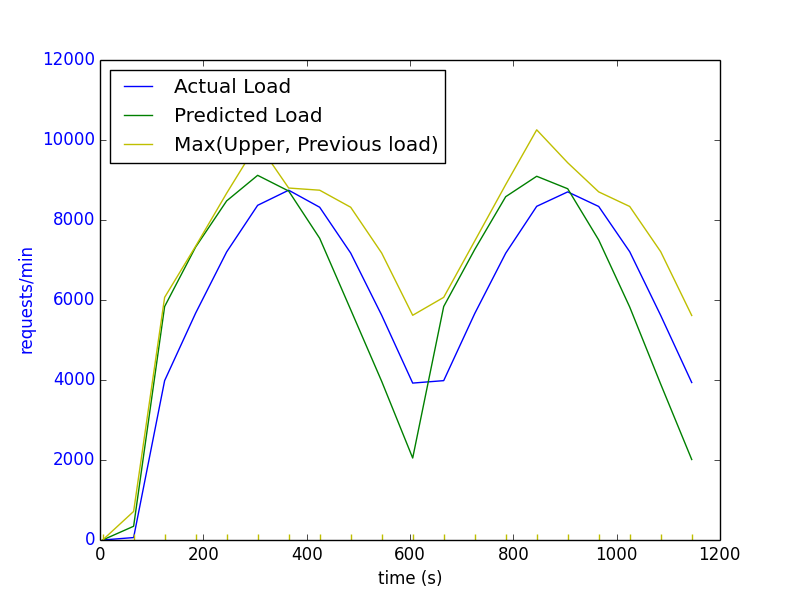 12000
10000
8000
6000
4000
2000
0
requests/min
Actual Load
Predicted Load
Max(Upper, Previous load)
0 200 400 600 800 1000 1200
time (s)